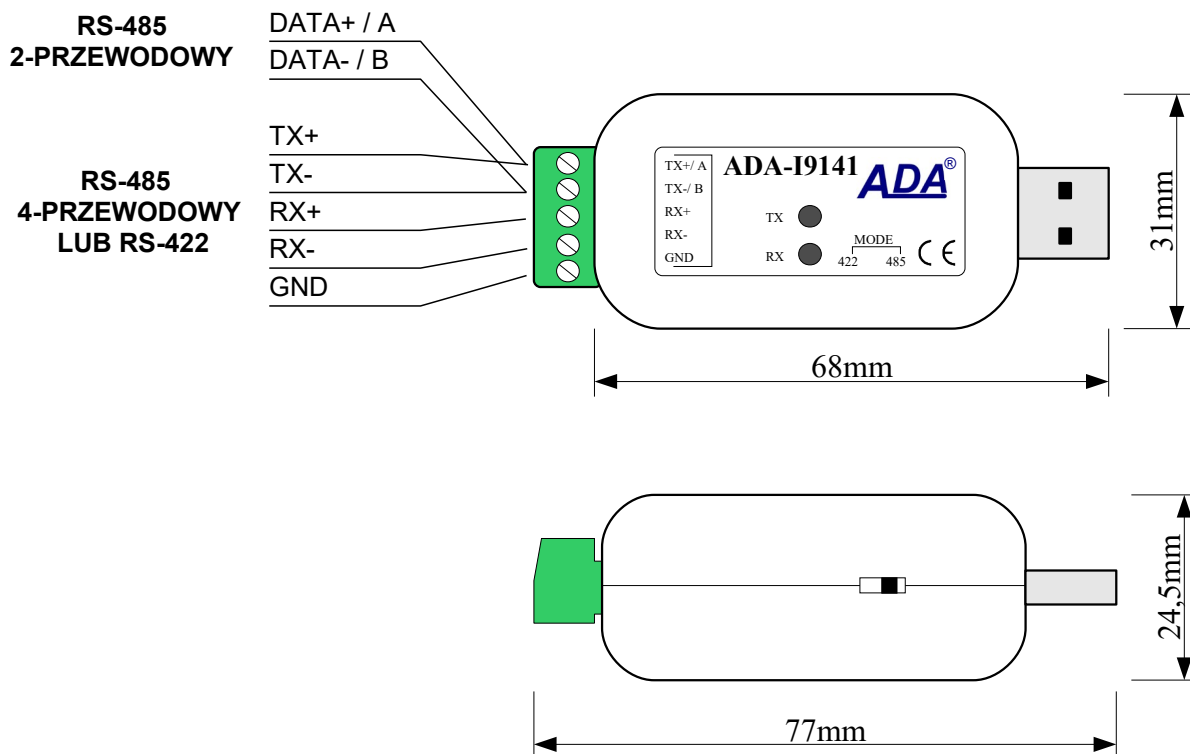 RS-485
2-PRZEWODOWY
DATA+ / A
DATA- / B
RS-485
4-PRZEWODOWY
LUB RS-422
TX+
TX-
RX+
RX-
GND
TX+/ A
TX-/ B
RX+
RX-
GND
ADA-I9141
ADA®
TX
RX
MODE
422 485
CE
31mm
68mm
24,5mm
77mm